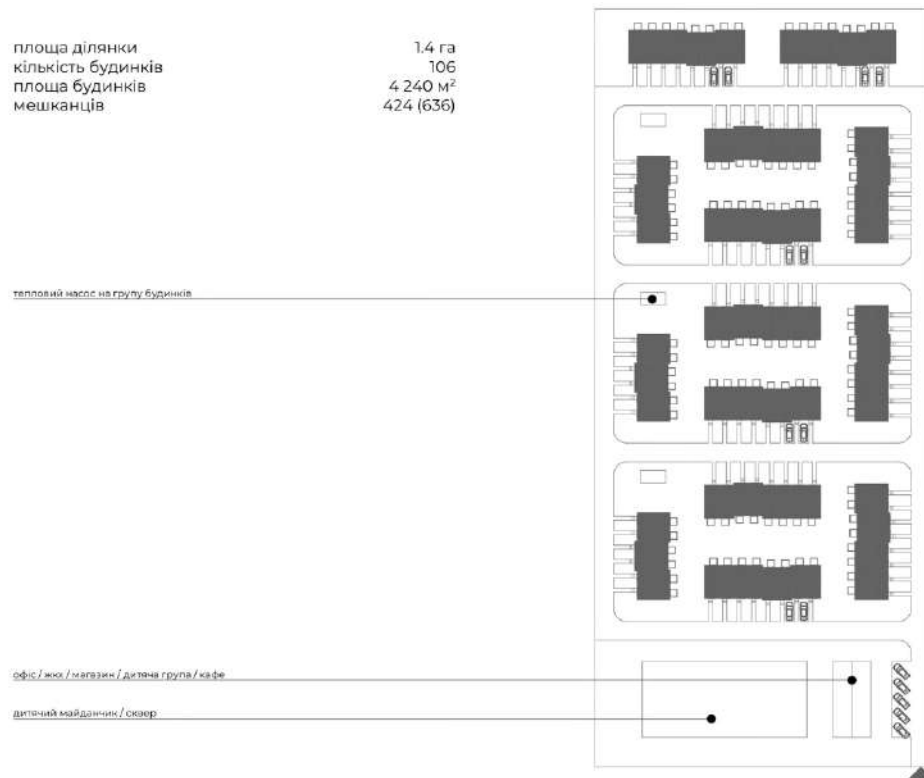 площа ділянки 1.4 га
кількість будинків 106
площа будинків 4 240 м²
мешканців 424 (636)
тепловий насос на групу будинків
офіс / жкх / магазин / дитяча група / кафе
дитячий майданчик / сквер